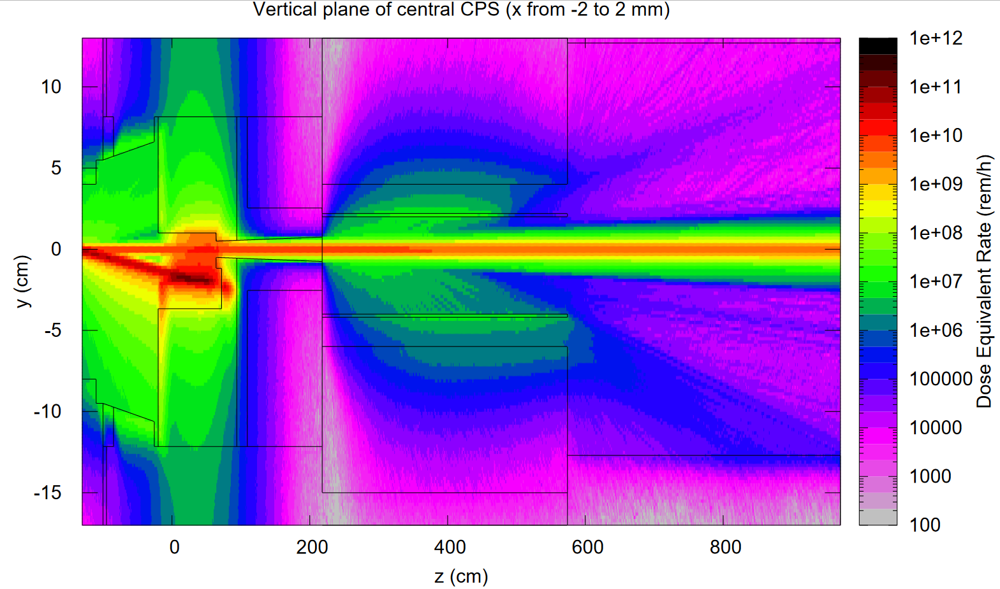 Vertical plane of central CPS (x from -2 to 2 mm)
10
5
0
-5
-10
-15
y (cm)
0
200
400
600
800
z (cm)
1e+12
1e+11
1e+10
1e+09
1e+08
1e+07
1e+06
100000
10000
1000
100
Dose Equivalent Rate (rem/h)